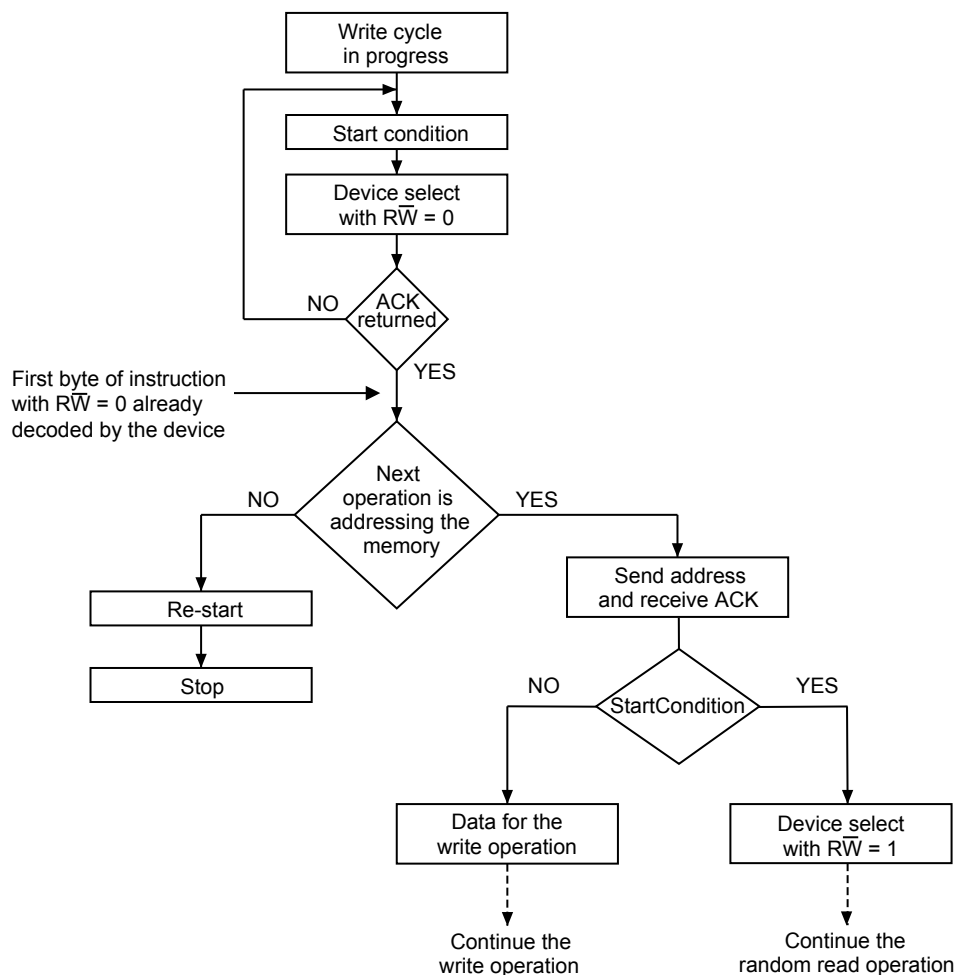 Write cycle
in progress
Start condition
Device select
with RW̅ = 0
NO
ACK
returned
YES
First byte of instruction
with RW̅ = 0 already
decoded by the device
NO
Next
operation is
addressing the
memory
YES
Send address
and receive ACK
Re-start
Stop
NO
StartCondition
YES
Data for the
write operation
Device select
with RW̅ = 1
Continue the
write operation
Continue the
random read operation